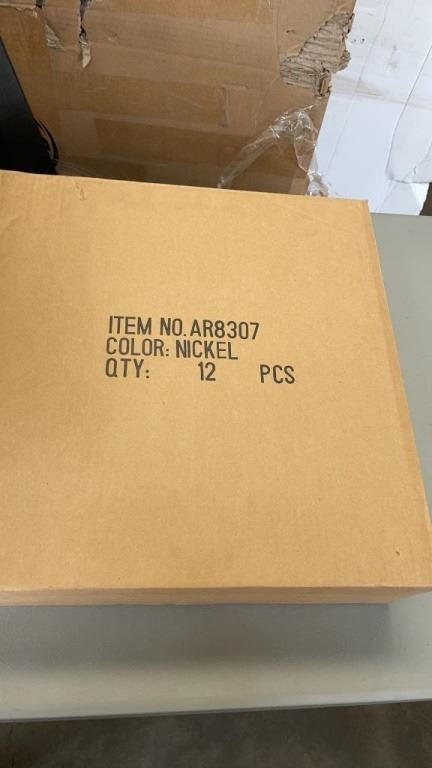 ITEM NO. AR8307
COLOR: NICKEL
QTY: 12 PCS